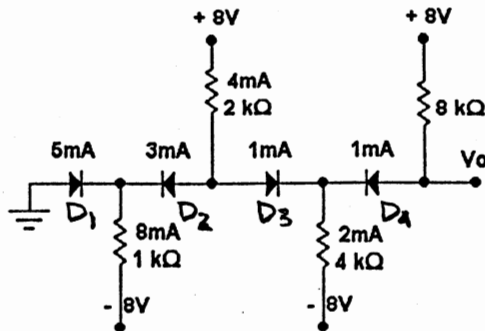 + 8V
+ 8V
4mA
2 kΩ
8 kΩ
5mA
3mA
1mA
1mA
Vo
D1
D2
D3
D4
8mA
1 kΩ
2mA
4 kΩ
- 8V
- 8V